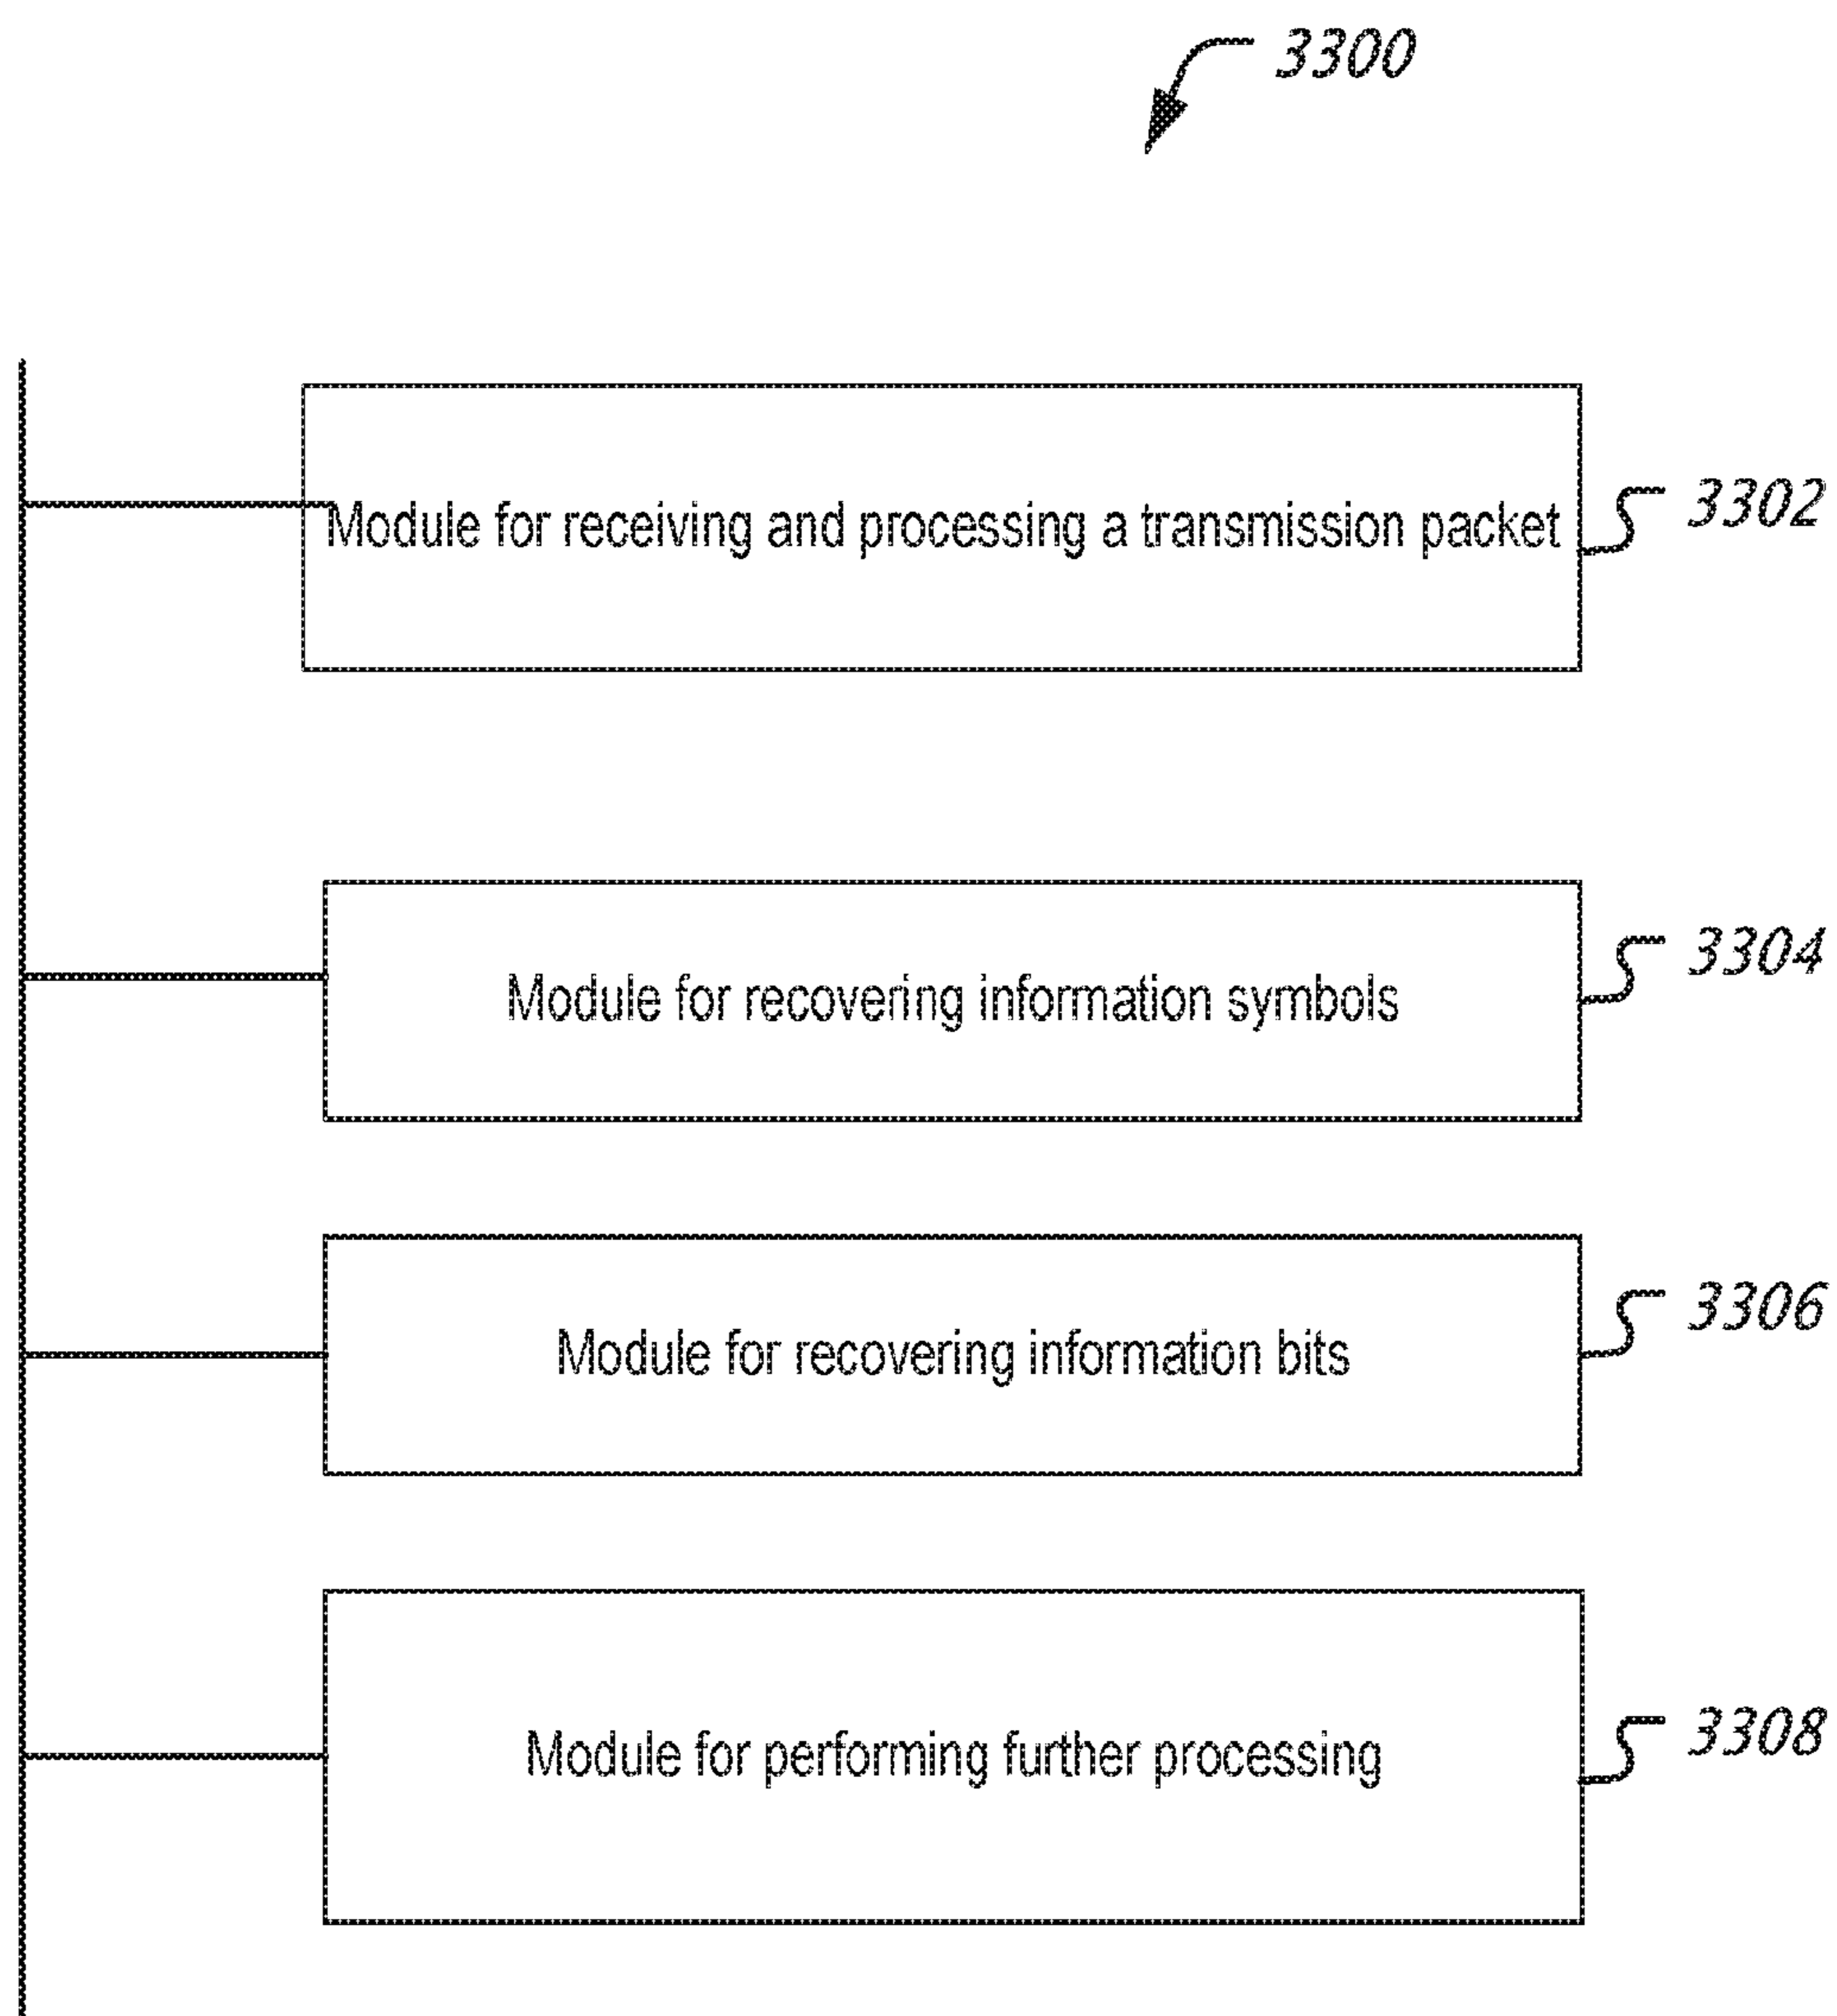 3300
Module for receiving and processing a transmission packet
3302
Module for recovering information symbols
3304
Module for recovering information bits
3306
Module for performing further processing
3308